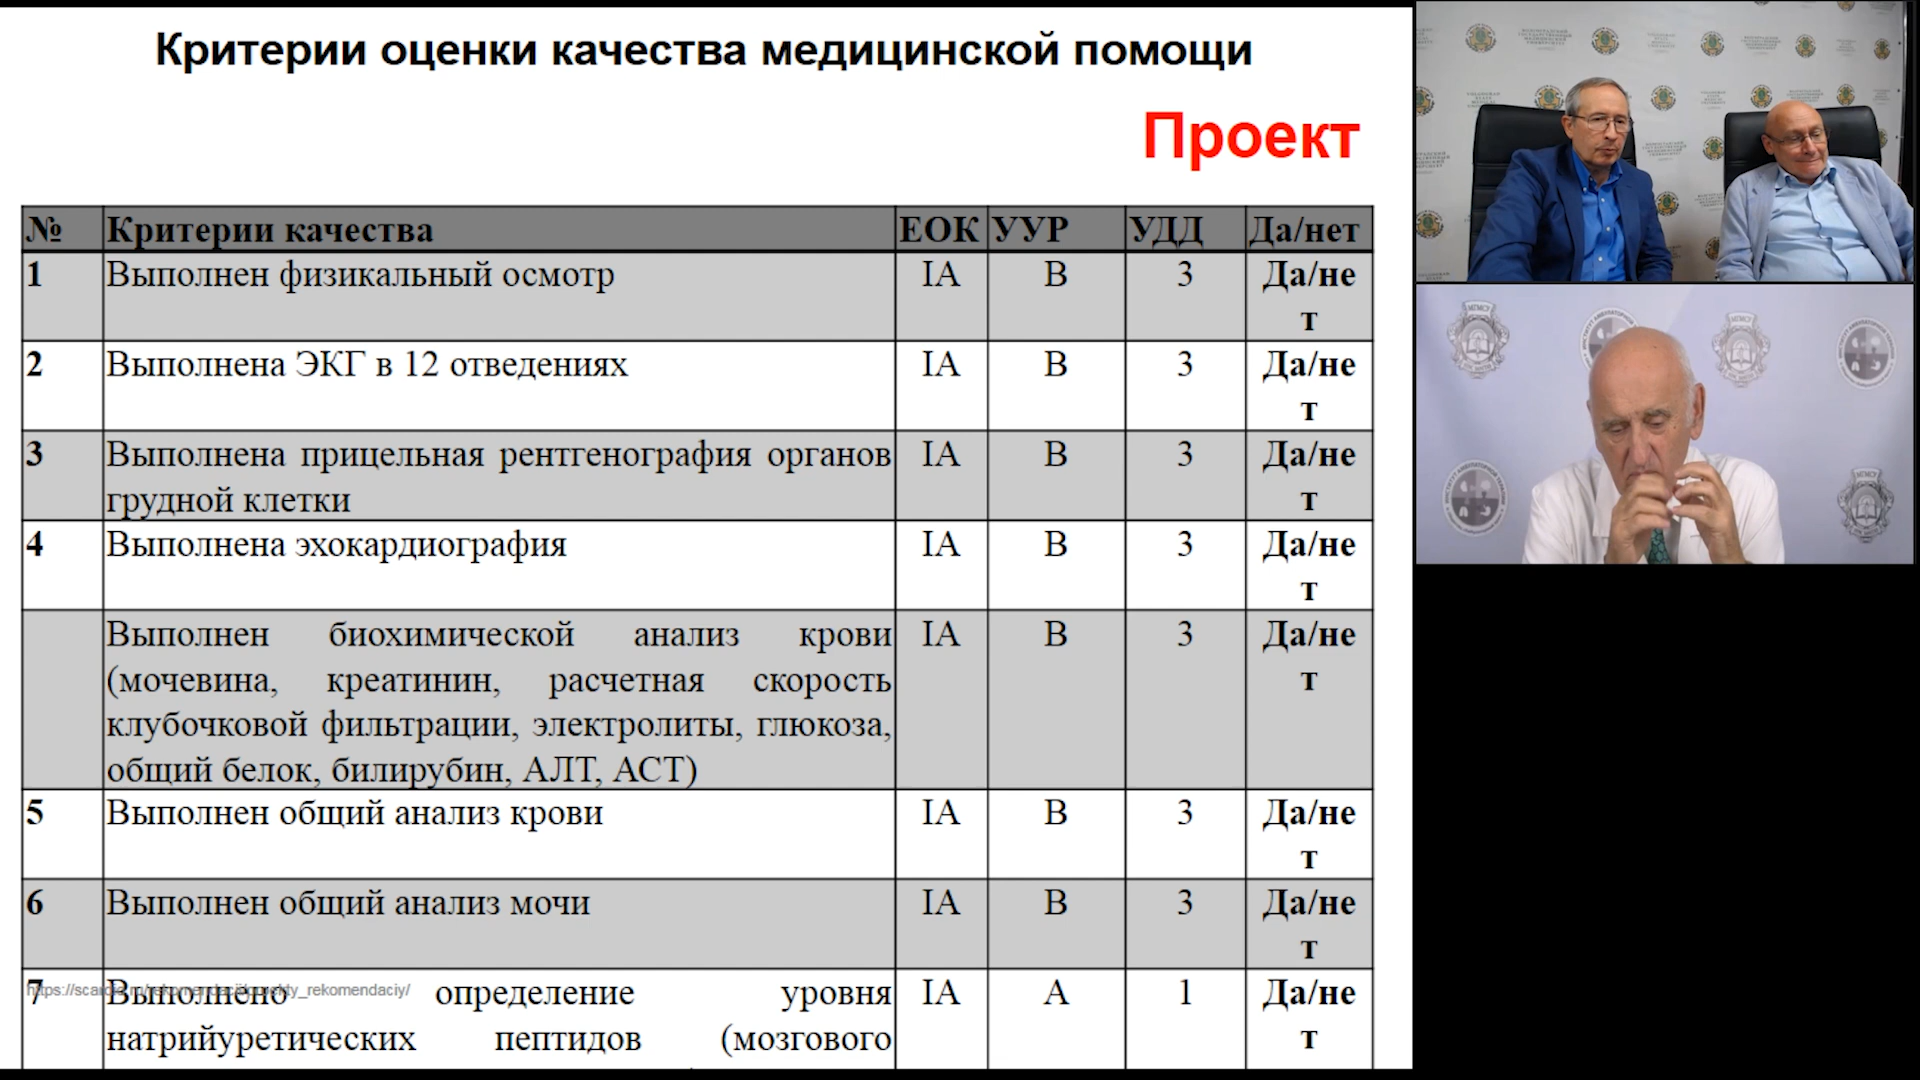 Критерии оценки качества медицинской помощи
Проект
№ Критерии качества ЕОК УУР УДД Да/нет
1 Выполнен физикальный осмотр IA B 3 Да/не
т
2 Выполнена ЭКГ в 12 отведениях IA B 3 Да/не
т
3 Выполнена прицельная рентгенография органов IA B 3 Да/не
грудной клетки т
4 Выполнена эхокардиография IA B 3 Да/не
т
Выполнен биохимической анализ крови IA B 3 Да/не
(мочевина, креатинин, расчетная скорость т
клубочковой фильтрации, электролиты, глюкоза,
общий белок, билирубин, АЛТ, АСТ)
5 Выполнен общий анализ крови IA B 3 Да/не
т
6 Выполнен общий анализ мочи IA B 3 Да/не
т
7 Выполнено определение уровня IA A 1 Да/не
натрийуретических пептидов (мозгового т